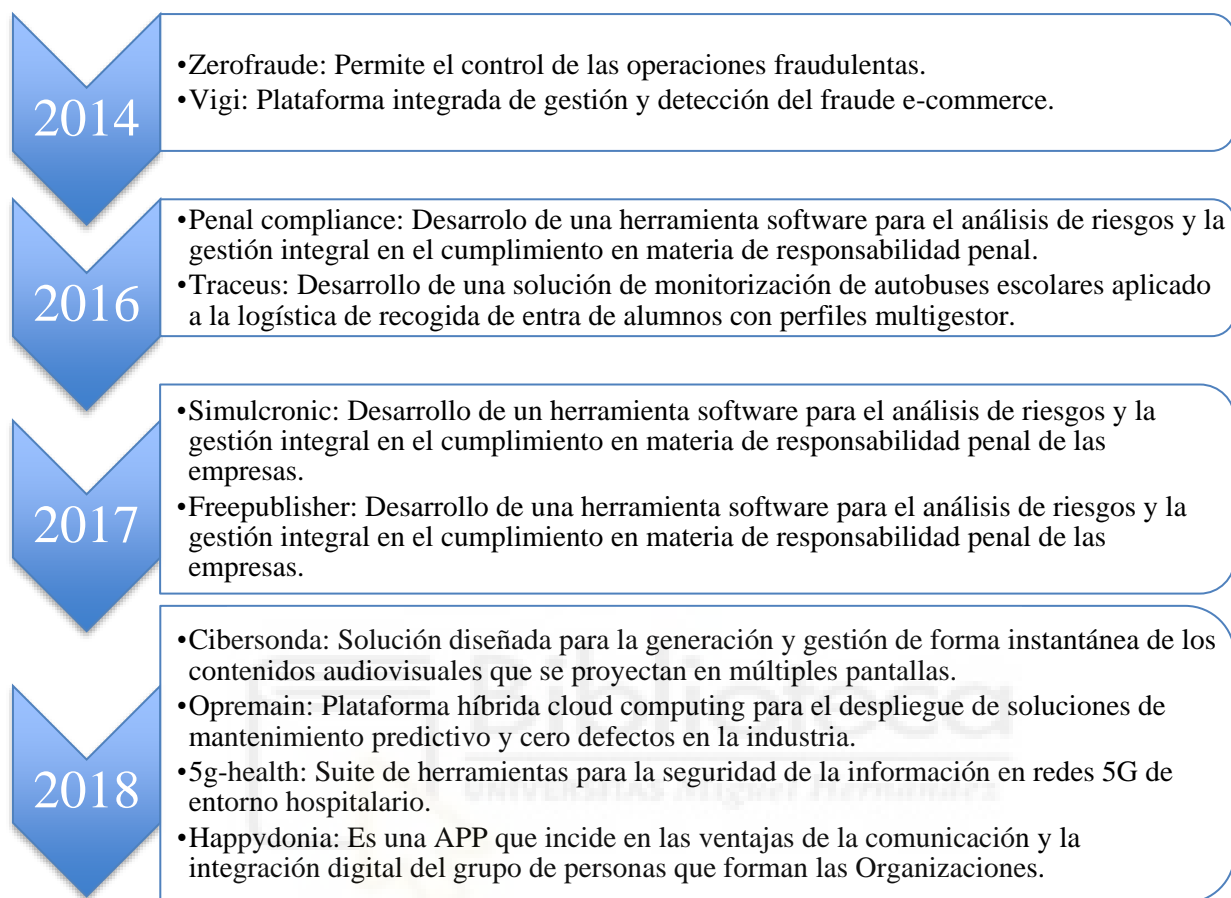 2014
•Zerofraude: Permite el control de las operaciones fraudulentas.
•Vigi: Plataforma integrada de gestión y detección del fraude e-commerce.
2016
•Penal compliance: Desarrolo de una herramienta software para el análisis de riesgos y la
gestión integral en el cumplimiento en materia de responsabilidad penal.
•Traceus: Desarrollo de una solución de monitorización de autobuses escolares aplicado
a la logística de recogida de entra de alumnos con perfiles multigestor.
2017
•Simulcronic: Desarrollo de un herramienta software para el análisis de riesgos y la
gestión integral en el cumplimiento en materia de responsabilidad penal de las
empresas.
•Freepublisher: Desarrollo de una herramienta software para el análisis de riesgos y la
gestión integral en el cumplimiento en materia de responsabilidad penal de las
empresas.
2018
•Cibersonda: Solución diseñada para la generación y gestión de forma instantánea de los
contenidos audiovisuales que se proyectan en múltiples pantallas.
•Opremain: Plataforma híbrida cloud computing para el despliegue de soluciones de
mantenimiento predictivo y cero defectos en la industria.
•5g-health: Suite de herramientas para la seguridad de la información en redes 5G de
entorno hospitalario.
•Happydonia: Es una APP que incide en las ventajas de la comunicación y la
integración digital del grupo de personas que forman las Organizaciones.
Biblioteca
UNIVERSITAS Miguel Hernández